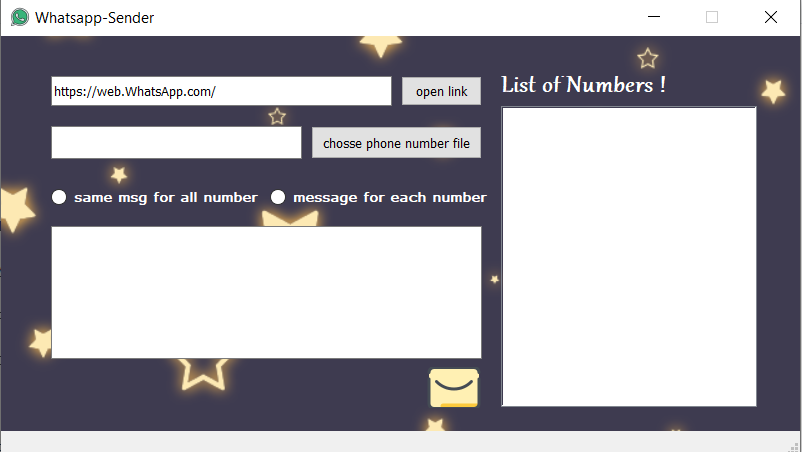 Whatsapp-Sender
https://web.WhatsApp.com/
open link
chosse phone number file
same msg for all number
message for each number
List of Numbers !